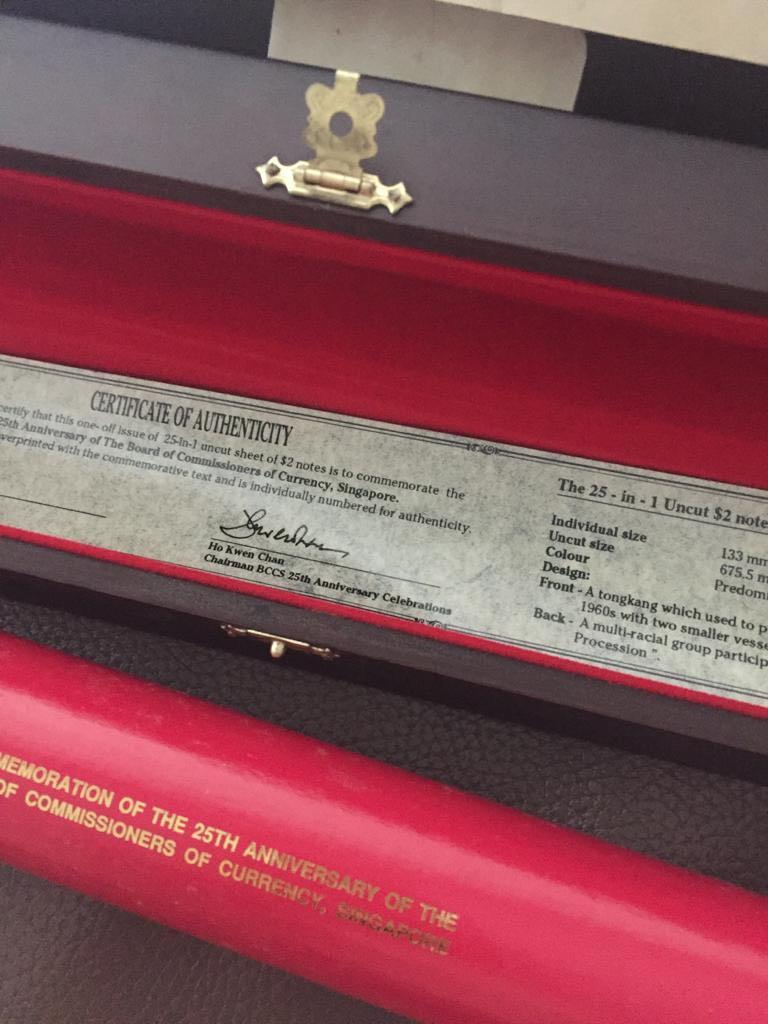 CERTIFICATE OF AUTHENTICITY
certify that this one-off issue of 25-in-1 uncut sheet of $2 notes is to commemorate the
25th Anniversary of The Board of Commissioners of Currency, Singapore.
verprinted with the commemorative text and is individually numbered for authenticity.
Ho Kwen Chan
Chairman BCCS 25th Anniversary Celebrations
The 25 - in - 1 Uncut $2 note
Individual size 133 mm
Uncut size 675.5 m
Colour Predomi
Design:
Front - A tongkang which used to p
1960s with two smaller vesse
Back - A multi-racial group particip
Procession ".
MEMORATION OF THE 25TH ANNIVERSARY OF THE
OF COMMISSIONERS OF CURRENCY, SINGAPORE